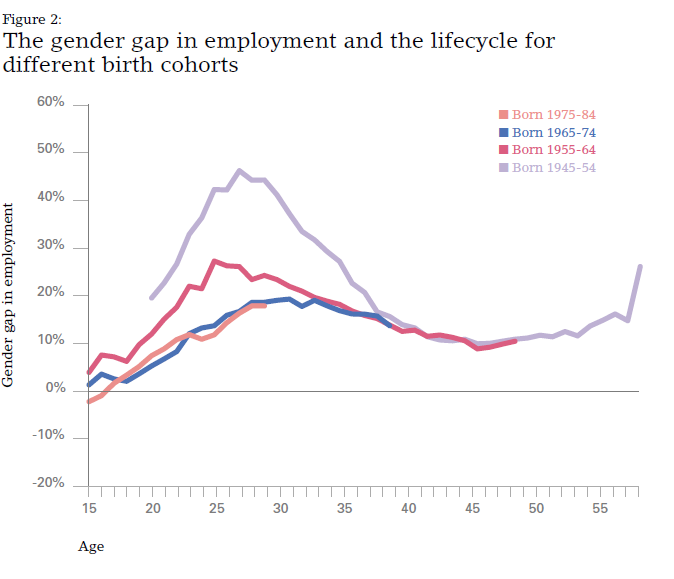 Figure 2:
The gender gap in employment and the lifecycle for
different birth cohorts
60%
50%
40%
30%
20%
10%
0%
-10%
-20%
Gender gap in employment
Born 1975-84
Born 1965-74
Born 1955-64
Born 1945-54
15 20 25 30 35 40 45 50 55
Age